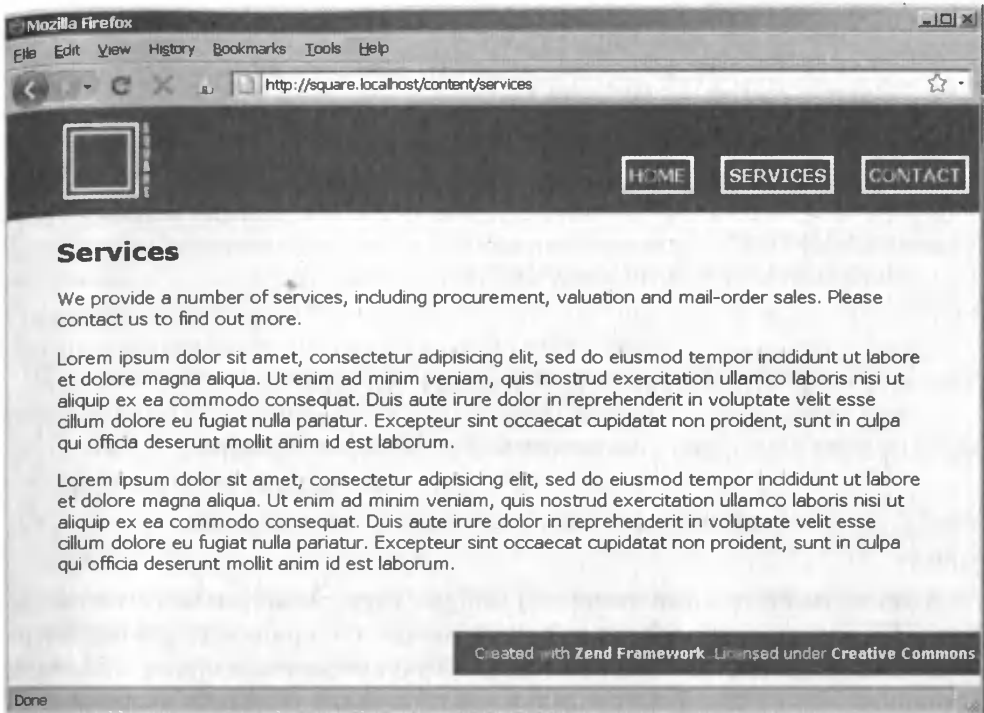 Mozilla Firefox
File Edit View History Bookmarks Tools Help
http://square.localhost/content/services
SQUARE
HOME SERVICES CONTACT
Services
We provide a number of services, including procurement, valuation and mail-order sales. Please
contact us to find out more.
Lorem ipsum dolor sit amet, consectetur adipisicing elit, sed do eiusmod tempor incididunt ut labore
et dolore magna aliqua. Ut enim ad minim veniam, quis nostrud exercitation ullamco laboris nisi ut
aliquip ex ea commodo consequat. Duis aute irure dolor in reprehenderit in voluptate velit esse
cillum dolore eu fugiat nulla pariatur. Excepteur sint occaecat cupidatat non proident, sunt in culpa
qui officia deserunt mollit anim id est laborum.
Lorem ipsum dolor sit amet, consectetur adipisicing elit, sed do eiusmod tempor incididunt ut labore
et dolore magna aliqua. Ut enim ad minim veniam, quis nostrud exercitation ullamco laboris nisi ut
aliquip ex ea commodo consequat. Duis aute irure dolor in reprehenderit in voluptate velit esse
cillum dolore eu fugiat nulla pariatur. Excepteur sint occaecat cupidatat non proident, sunt in culpa
qui officia deserunt mollit anim id est laborum.
Created with Zend Framework. Licensed under Creative Commons.
Done